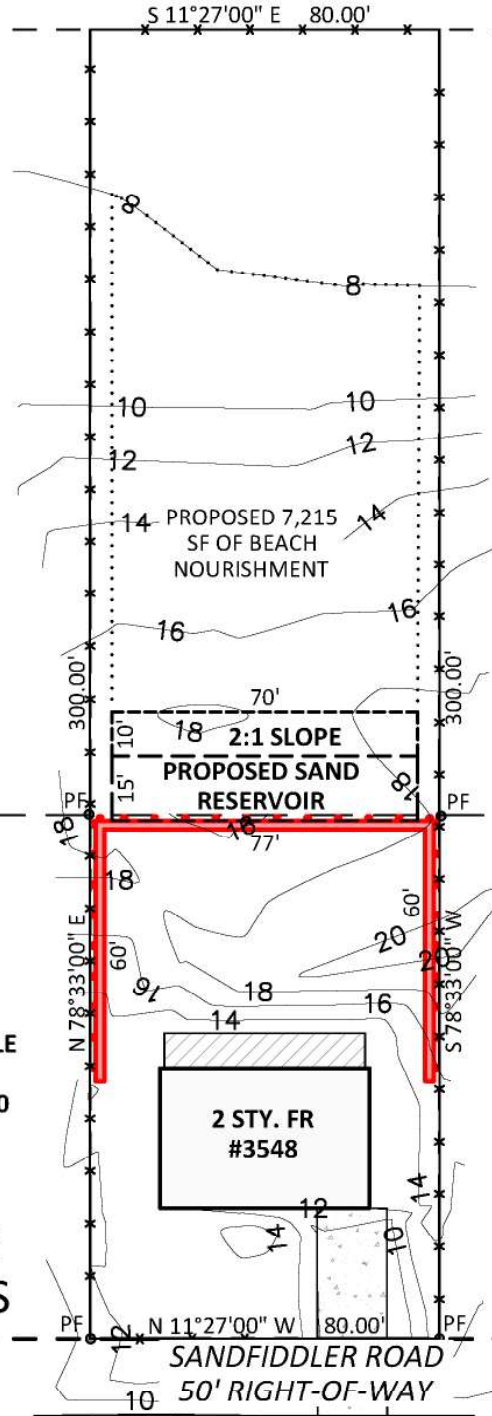 S 11°27'00" E 80.00'
8
8
10
10
12
12
14
14
PROPOSED 7,215
SF OF BEACH
NOURISHMENT
16
16
300.00'
300.00'
70'
18
10'
2:1 SLOPE
15'
PROPOSED SAND
RESERVOIR
18
PF
PF
18
16
77'
18
60'
60'
20
20
N 78°33'00" E
S 78°33'00" W
16
18
16
14
LE
0
2 STY. FR
#3548
12
14
14
10
S
PF
PF
12
N 11°27'00" W 80.00'
SANDFIDDLER ROAD
10
50' RIGHT-OF-WAY